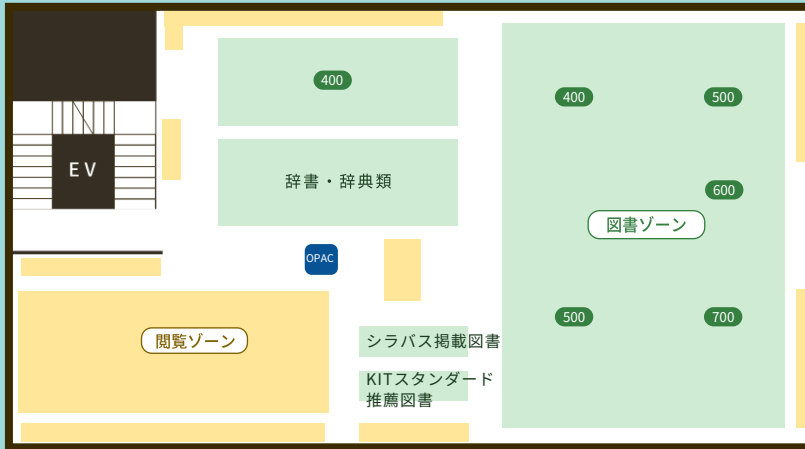 400
400
500
EV
辞書・辞典類
600
図書ゾーン
OPAC
500
700
閲覧ゾーン
シラバス掲載図書
KITスタンダード
推薦図書